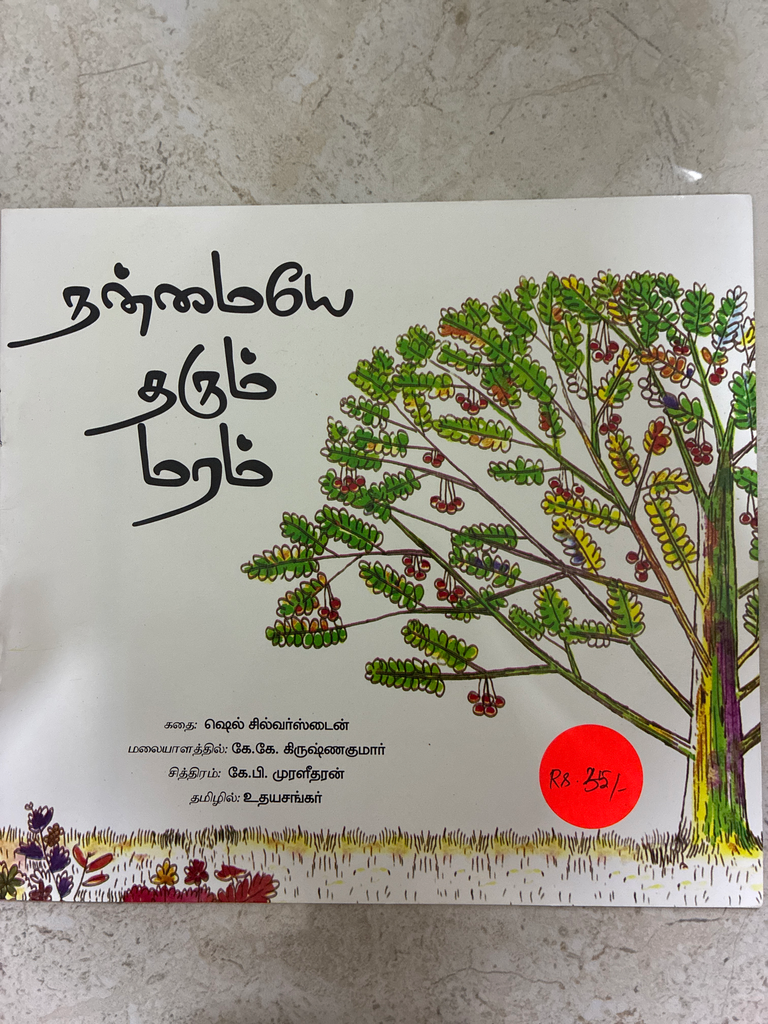 நன்மையே
தரும்
மரம்
கதை: ஷெல் சில்வர்ஸ்டைன்
மலையாளத்தில்: கே.கே. கிருஷ்ணகுமார்
சித்திரம்: கே.பி. முரளீதரன்
தமிழில்: உதயசங்கர்
Rs. 35/-